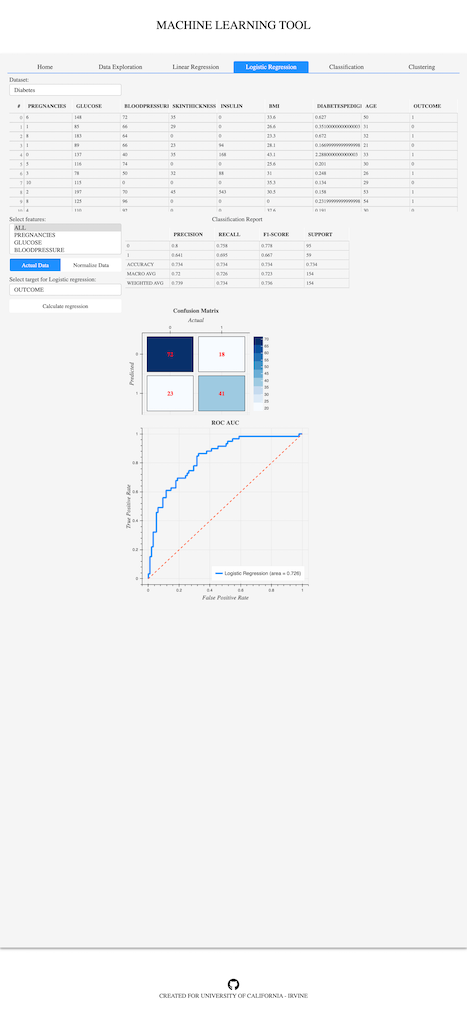 MACHINE LEARNING TOOL
Home Data Exploration Linear Regression Logistic Regression Classification Clustering
Dataset:
Diabetes
# PREGNANCIES GLUCOSE BLOODPRESSURE SKINTHICKNESS INSULIN BMI DIABETESPEDIGI AGE OUTCOME
0 6 148 72 35 0 33.6 0.627 50 1
1 1 85 66 29 0 26.6 0.35100000000000003 31 0
2 8 183 64 0 0 23.3 0.672 32 1
3 1 89 66 23 94 28.1 21 0
4 0 137 40 35 168 43.1 33 1
5 5 116 74 0 0 25.6 0.201 30 0
6 3 78 50 32 88 31 0.248 26 1
7 10 115 0 0 0 35.3 0.134 29 0
8 2 197 70 45 543 30.5 0.158 53 1
9 8 125 96 0 0 0 54 1
10 4 110 92 0 0 37.6 0.191 30 0
Select features:
ALL
PREGNANCIES
GLUCOSE
BLOODPRESSURE
Actual Data Normalize Data
Select target for Logistic regression:
OUTCOME
Calculate regression
Classification Report
PRECISION RECALL F1-SCORE SUPPORT
0 0.8 0.758 0.778 95
1 0.641 0.695 0.667 59
ACCURACY 0.734 0.734 0.734 0.734
MACRO AVG 0.72 0.726 0.723 154
WEIGHTED AVG 0.739 0.734 0.736 154
Confusion Matrix
Actual
0 1
Predicted
0 72 18
1 23 41
70
65
60
55
50
45
40
35
30
25
20
ROC AUC
True Positive Rate
1
0.8
0.6
0.4
0.2
0
Logistic Regression (area = 0.726)
0 0.2 0.4 0.6 0.8 1
False Positive Rate
CREATED FOR UNIVERSITY OF CALIFORNIA - IRVINE